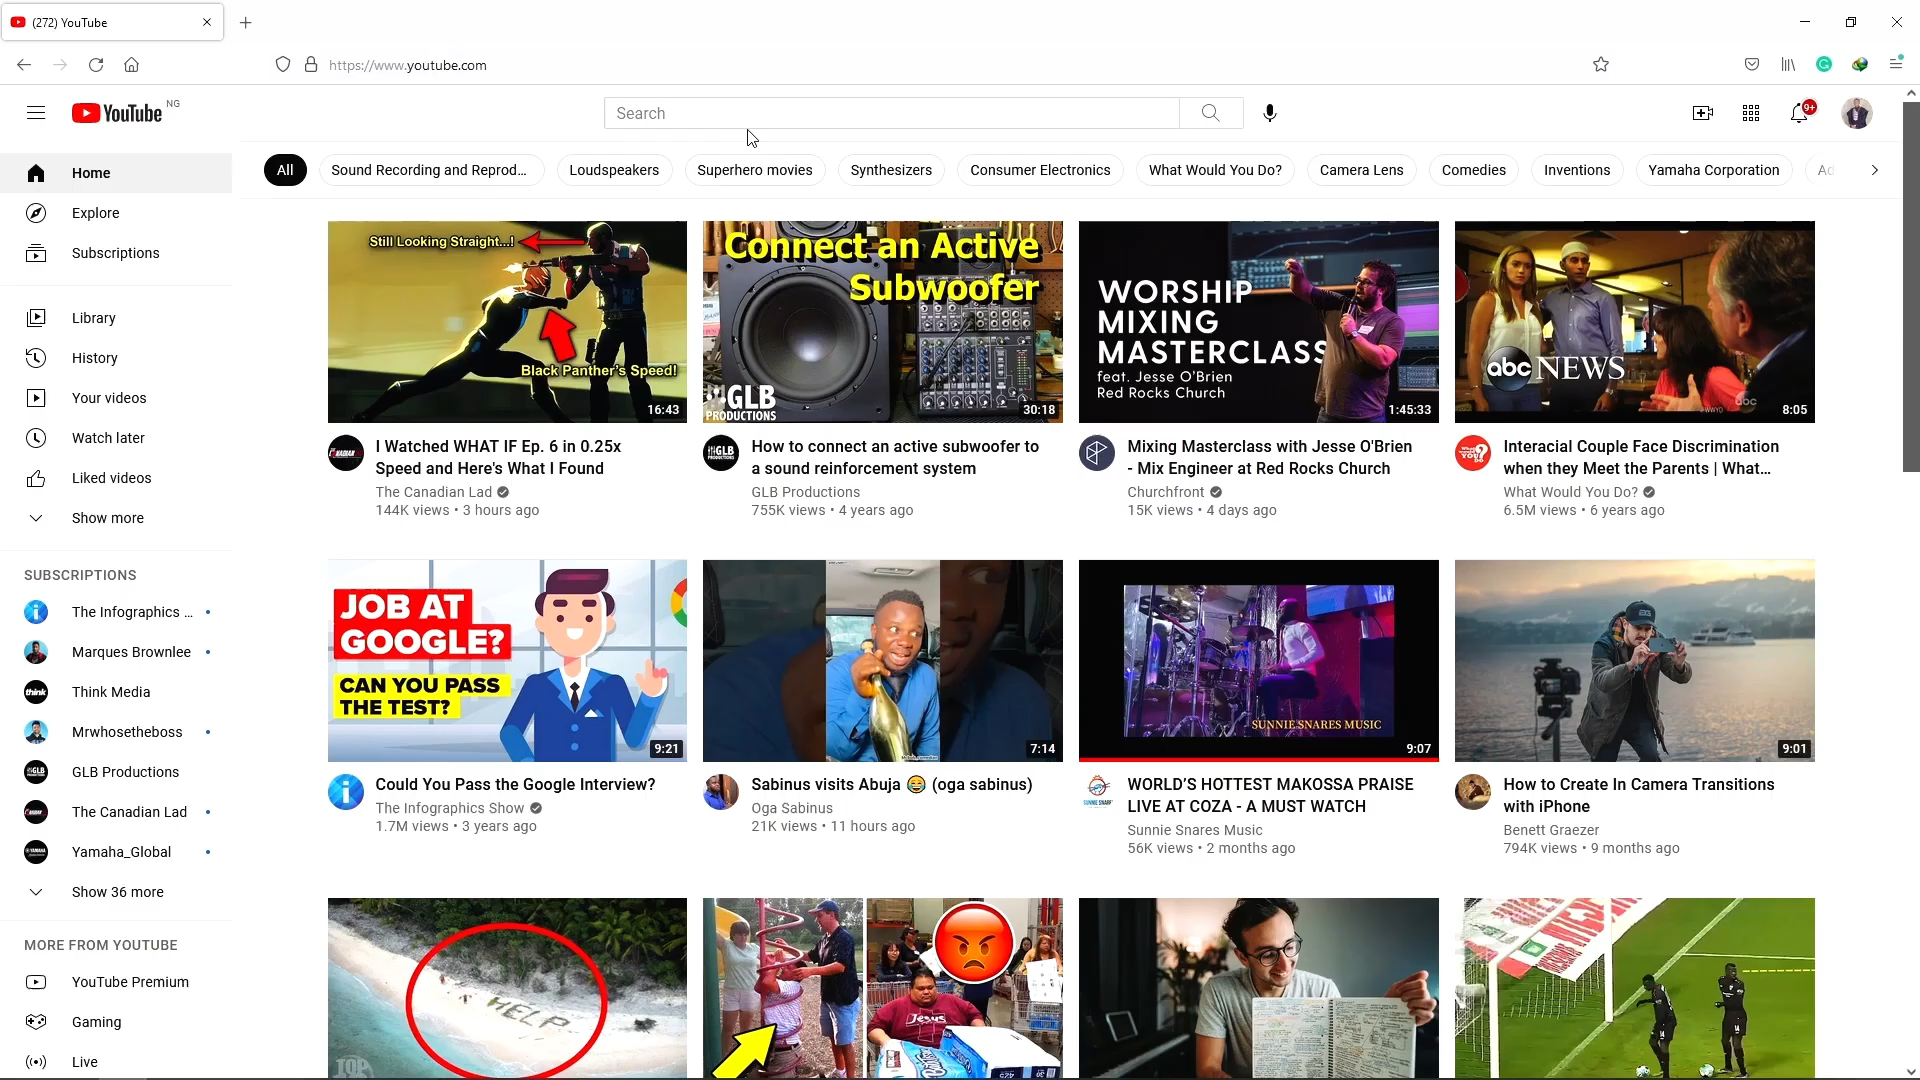 (272) YouTube
https://www.youtube.com
YouTube NG
Search
9+
All
Sound Recording and Reprod...
Loudspeakers
Superhero movies
Synthesizers
Consumer Electronics
What Would You Do?
Camera Lens
Comedies
Inventions
Yamaha Corporation
Ad
Home
Explore
Subscriptions
Library
History
Your videos
Watch later
Liked videos
Show more
SUBSCRIPTIONS
The Infographics ...
Marques Brownlee
Think Media
Mrwhosetheboss
GLB Productions
The Canadian Lad
Yamaha_Global
Show 36 more
MORE FROM YOUTUBE
YouTube Premium
Gaming
Live
Still Looking Straight...!
Black Panther's Speed!
16:43
I Watched WHAT IF Ep. 6 in 0.25x
Speed and Here's What I Found
The Canadian Lad
144K views • 3 hours ago
Connect an Active
Subwoofer
GLB
PRODUCTIONS
30:18
How to connect an active subwoofer to
a sound reinforcement system
GLB Productions
755K views • 4 years ago
WORSHIP
MIXING
MASTERCLASS
feat. Jesse O'Brien
Red Rocks Church
1:45:33
Mixing Masterclass with Jesse O'Brien
- Mix Engineer at Red Rocks Church
Churchfront
15K views • 4 days ago
abc NEWS
abc
8:05
Interacial Couple Face Discrimination
when they Meet the Parents | What...
What Would You Do?
6.5M views • 6 years ago
JOB AT
GOOGLE?
CAN YOU PASS
THE TEST?
9:21
Could You Pass the Google Interview?
The Infographics Show
1.7M views • 3 years ago
7:14
Sabinus visits Abuja 😂 (oga sabinus)
Oga Sabinus
21K views • 11 hours ago
SUNNIE SNARES MUSIC
9:07
WORLD'S HOTTEST MAKOSSA PRAISE
LIVE AT COZA - A MUST WATCH
Sunnie Snares Music
56K views • 2 months ago
9:01
How to Create In Camera Transitions
with iPhone
Benett Graezer
794K views • 9 months ago
HELP
Jesus